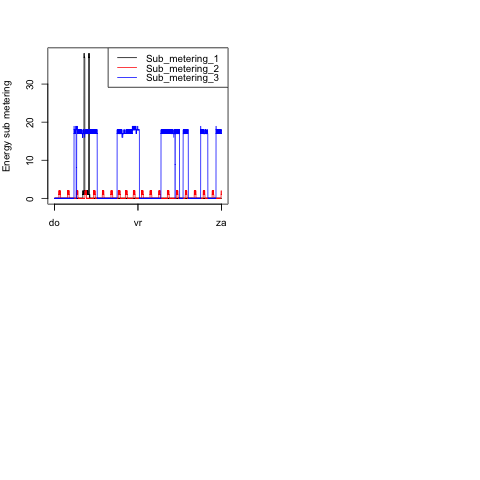 Sub_metering_1
Sub_metering_2
Sub_metering_3
Energy sub metering
30
20
10
0
do vr za